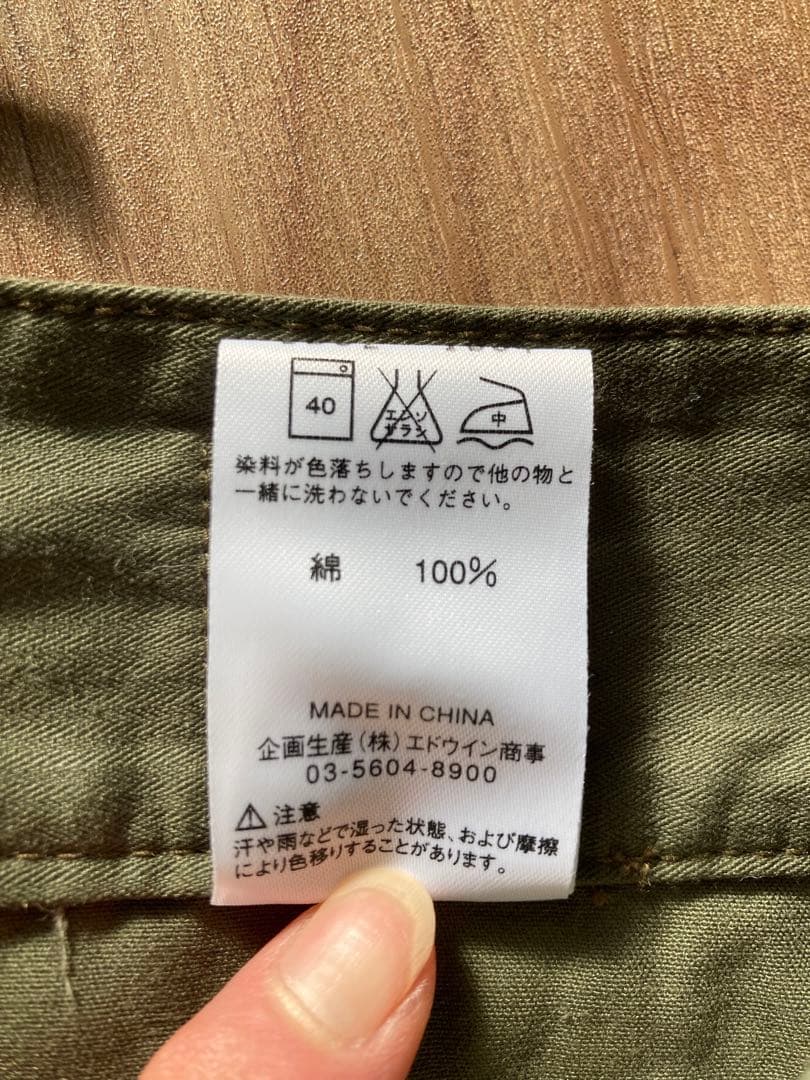 40
エンソ
サラシ
中
染料が色落ちしますので他の物と
一緒に洗わないでください。
綿 100%
MADE IN CHINA
企画生産(株)エドウイン商事
03-5604-8900
注意
汗や雨などで湿った状態、および摩擦
により色移りすることがあります。